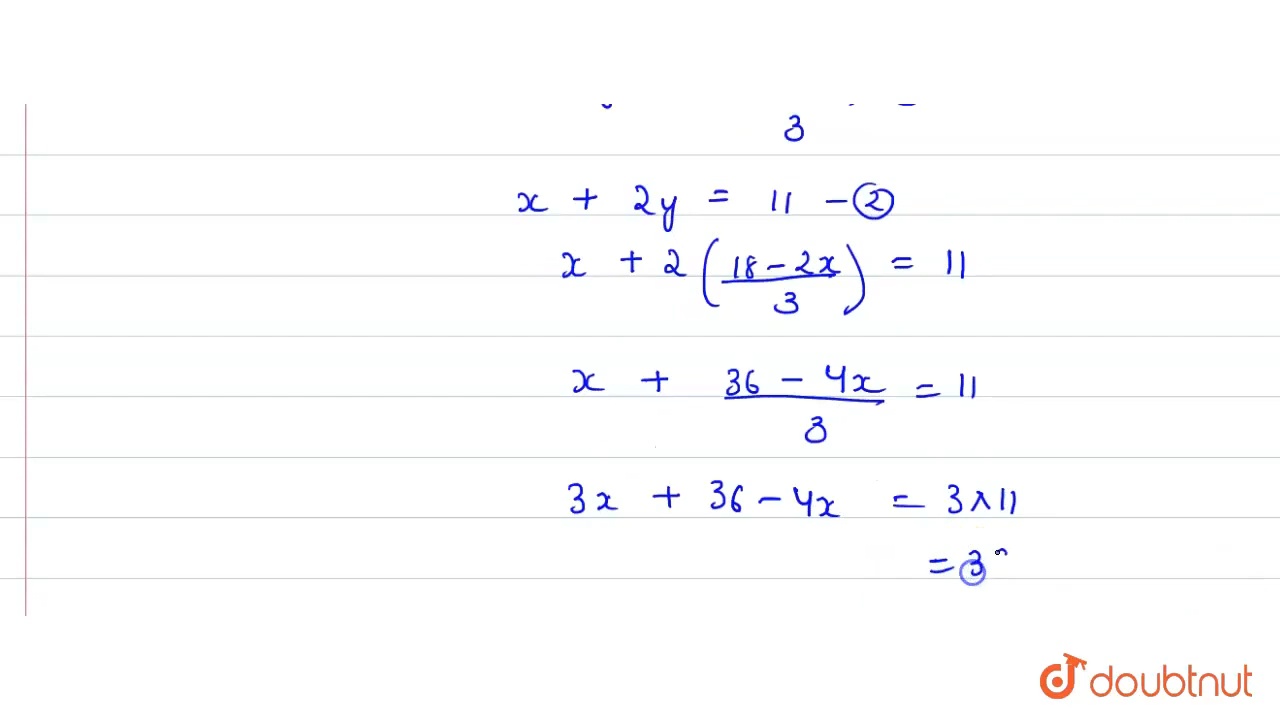 3
x + 2y = 11 - ②
x + 2 ( 18 - 2x / 3 ) = 11
x + 36 - 4x / 3 = 11
3x + 36 - 4x = 3 × 11
= 3
doubtnut